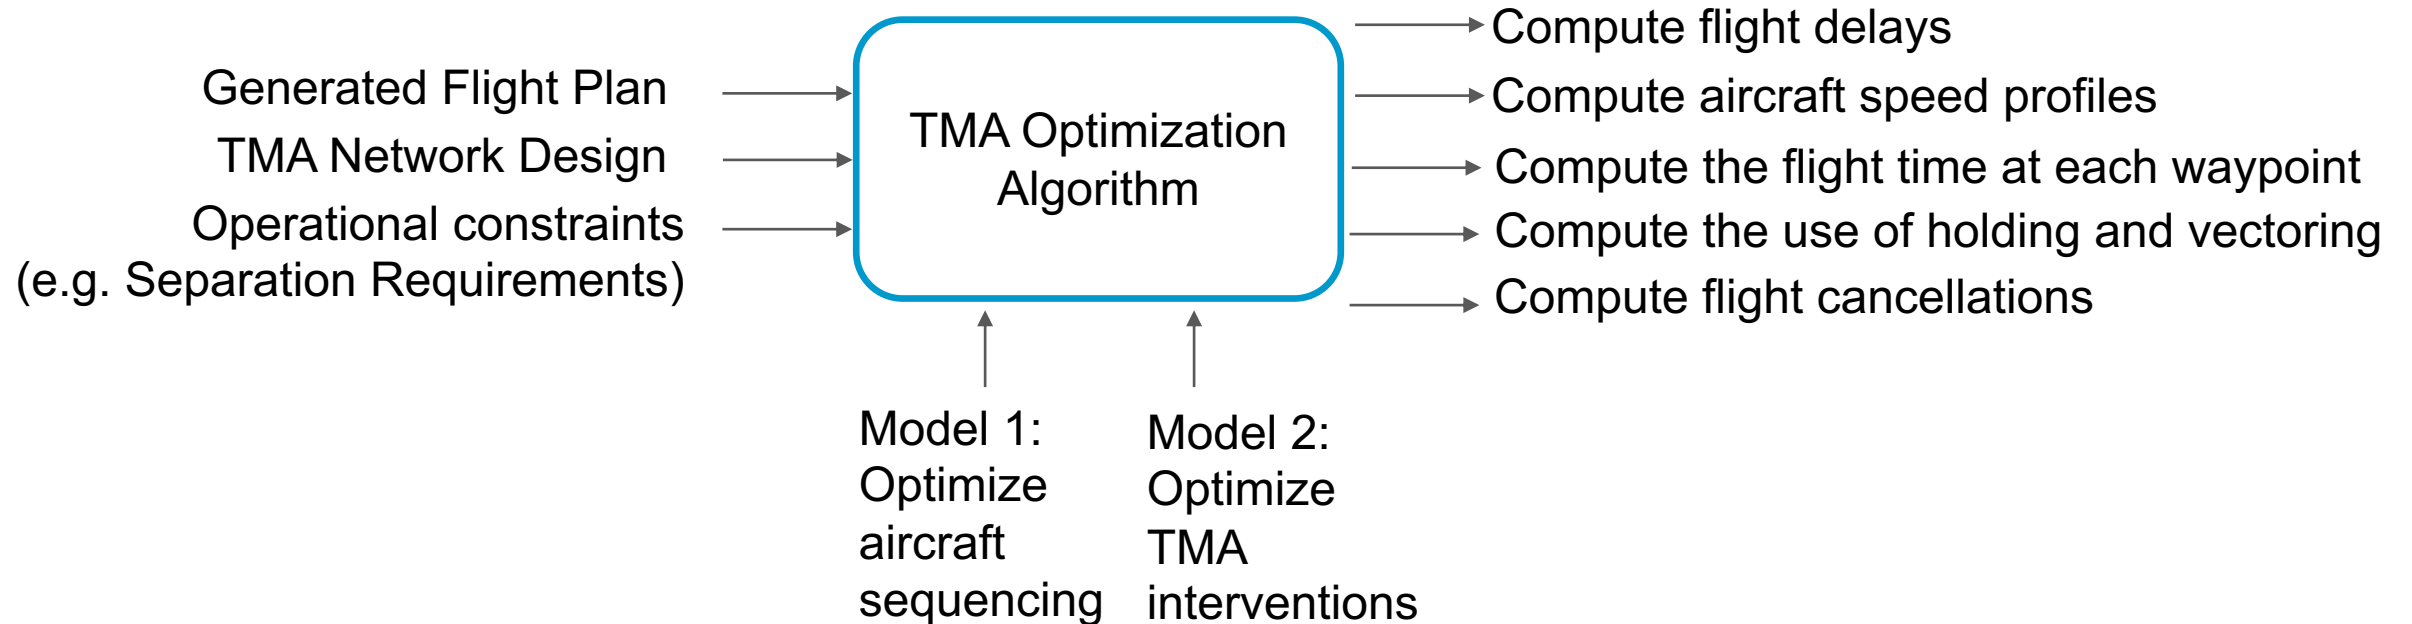 Generated Flight Plan
TMA Network Design
Operational constraints
(e.g. Separation Requirements)
TMA Optimization
Algorithm
Compute flight delays
Compute aircraft speed profiles
Compute the flight time at each waypoint
Compute the use of holding and vectoring
Compute flight cancellations
Model 1:
Optimize
aircraft
sequencing
Model 2:
Optimize
TMA
interventions